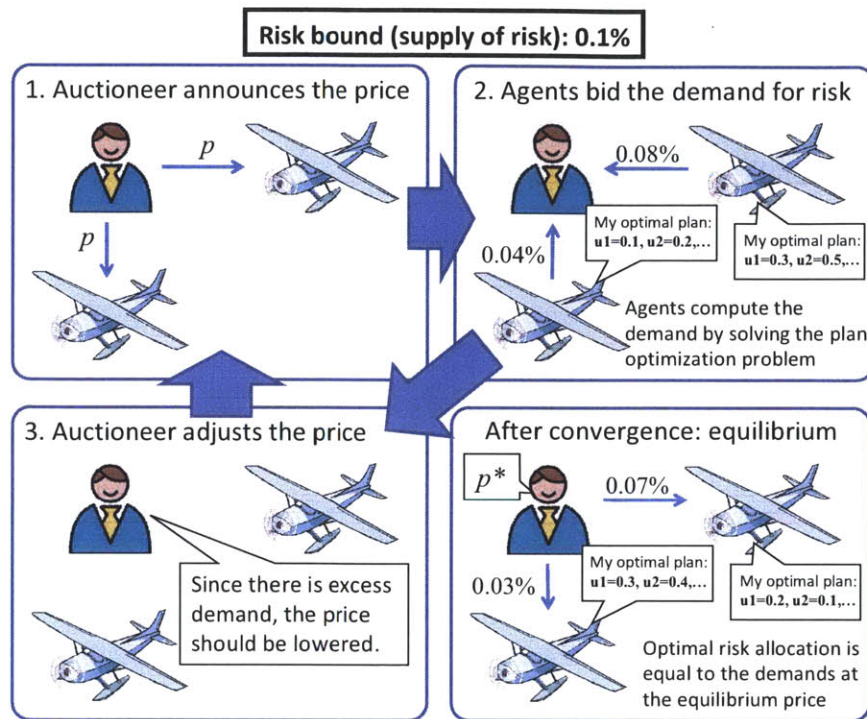 Risk bound (supply of risk): 0.1%
1. Auctioneer announces the price
p
p
2. Agents bid the demand for risk
0.08%
0.04%
My optimal plan:
u1=0.1, u2=0.2,...
My optimal plan:
u1=0.3, u2=0.5,...
Agents compute the
demand by solving the plan
optimization problem
3. Auctioneer adjusts the price
Since there is excess
demand, the price
should be lowered.
After convergence: equilibrium
p*
0.07%
0.03%
My optimal plan:
u1=0.3, u2=0.4,...
My optimal plan:
u1=0.2, u2=0.1,...
Optimal risk allocation is
equal to the demands at
the equilibrium price